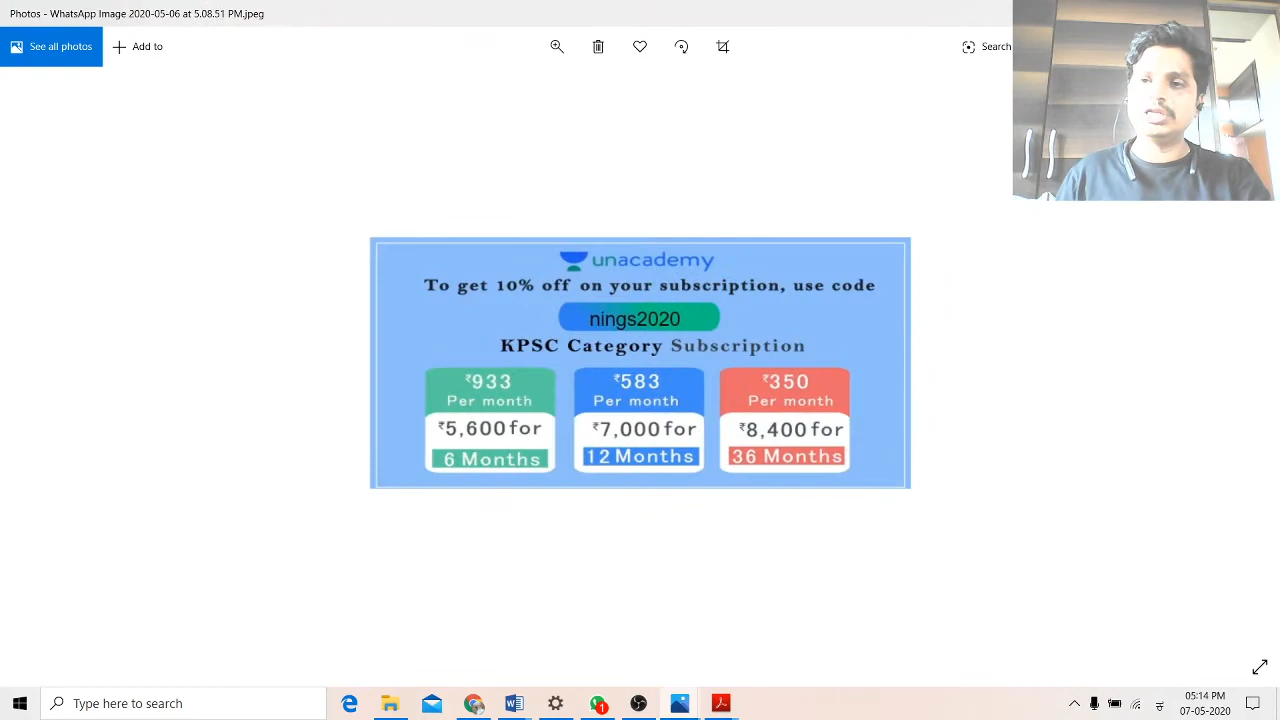 Photos - WhatsApp Image 2020-05-06 at 5.08.51 PM.jpeg
See all photos
Add to
Search
unacademy
To get 10% off on your subscription, use code
nings2020
KPSC Category Subscription
₹933
Per month
₹5,600 for
6 Months
₹583
Per month
₹7,000 for
12 Months
₹350
Per month
₹8,400 for
36 Months
Type here to search
1
05:14 PM
07-05-2020